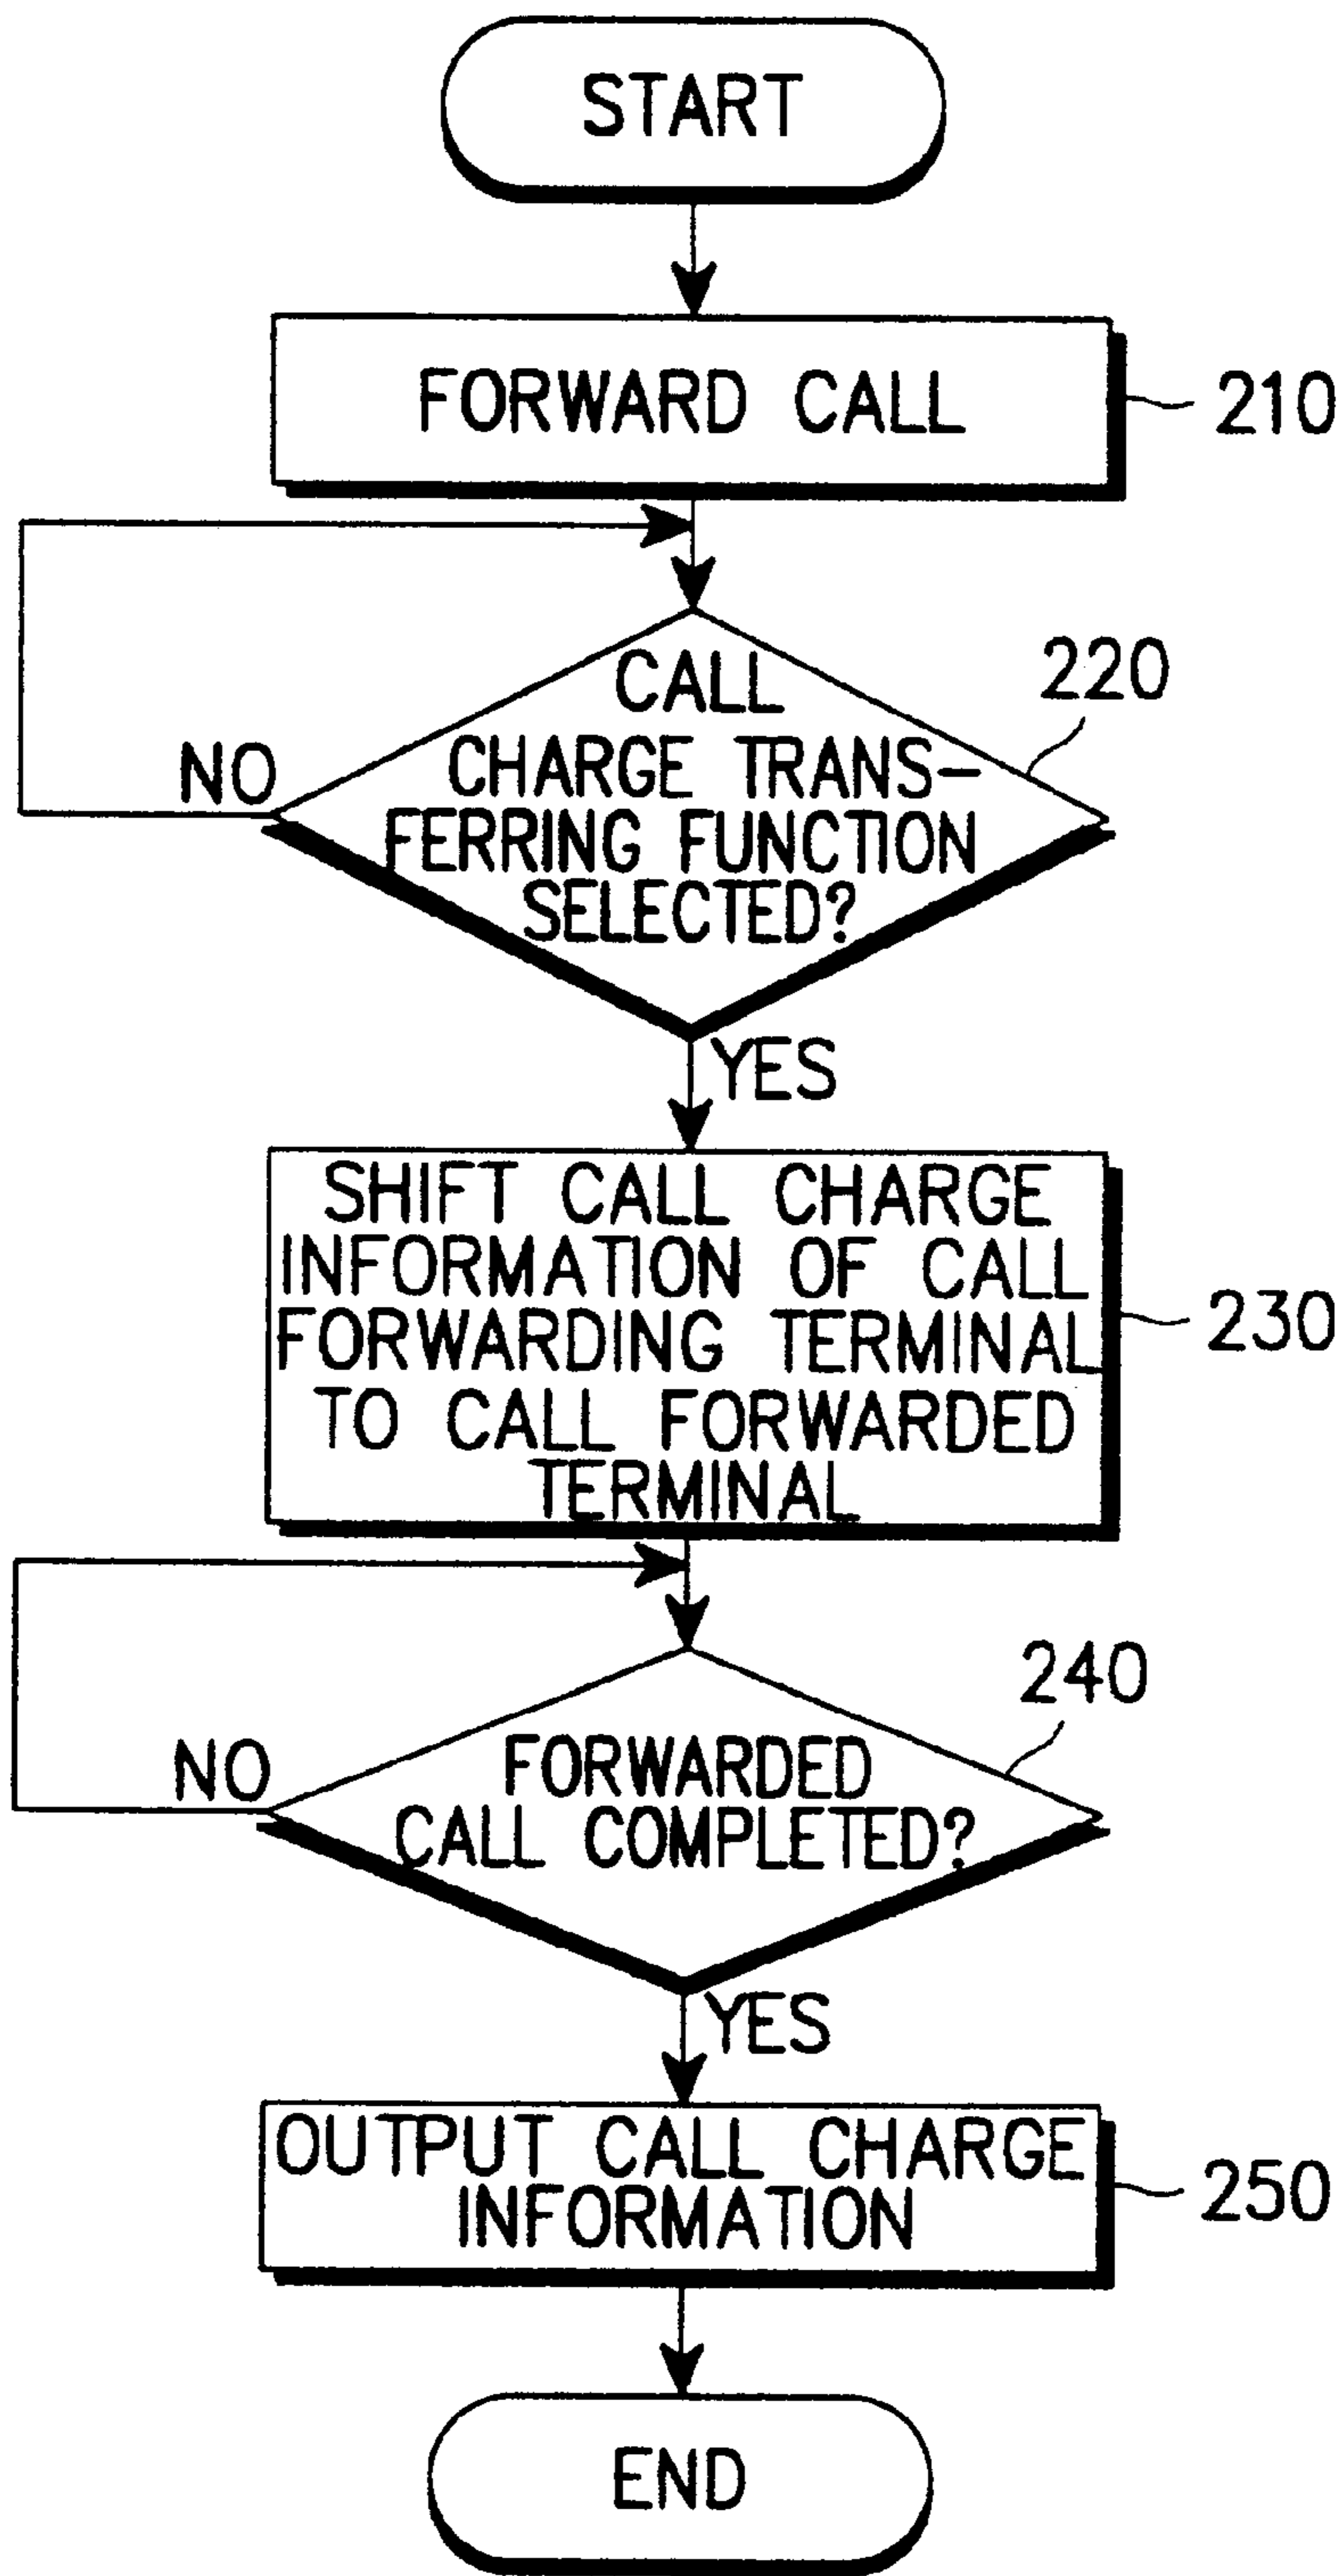 START
FORWARD CALL
210
CALL
CHARGE TRANS-
FERRING FUNCTION
SELECTED?
220
NO
YES
SHIFT CALL CHARGE
INFORMATION OF CALL
FORWARDING TERMINAL
TO CALL FORWARDED
TERMINAL
230
FORWARDED
CALL COMPLETED?
240
NO
YES
OUTPUT CALL CHARGE
INFORMATION
250
END